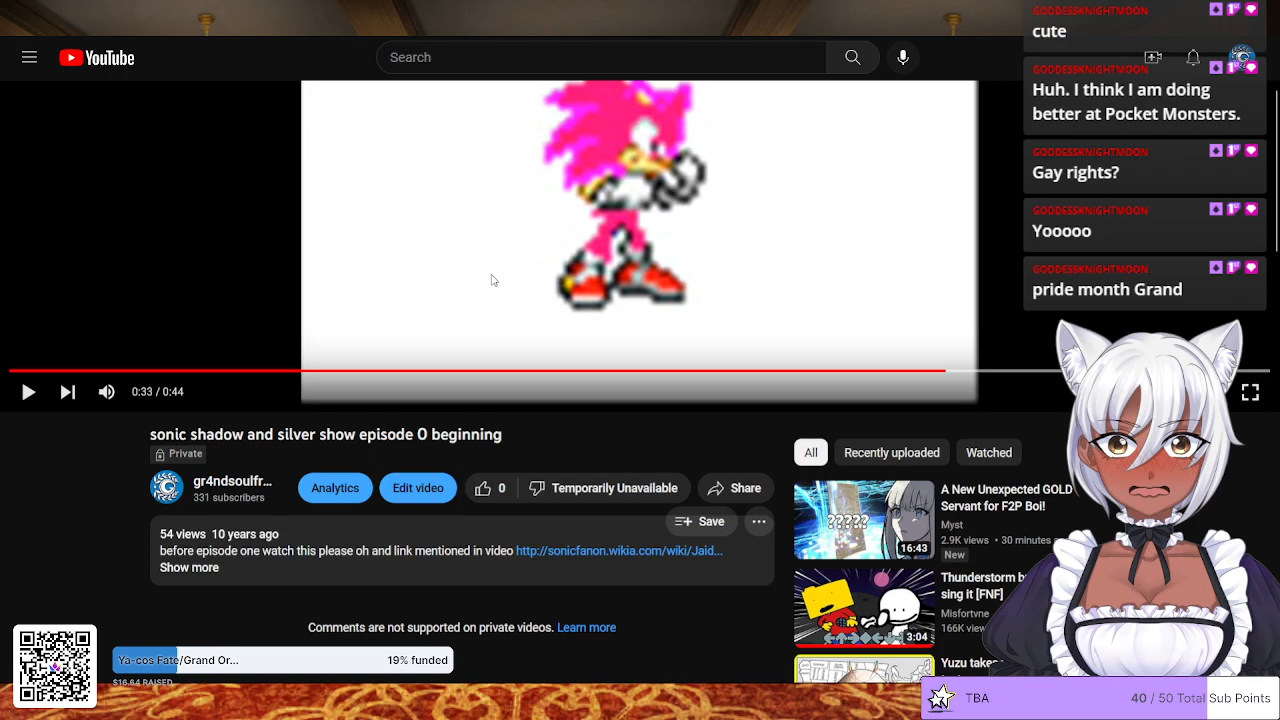 YouTube
Search
GODDESSKNIGHTMOON
cute
GODDESSKNIGHTMOON
Huh. I think I am doing
better at Pocket Monsters.
GODDESSKNIGHTMOON
Gay rights?
GODDESSKNIGHTMOON
Yooooo
GODDESSKNIGHTMOON
pride month Grand
0:33 / 0:44
sonic shadow and silver show episode 0 beginning
Private
gr4ndsoulfr...
331 subscribers
Analytics
Edit video
0
Temporarily Unavailable
Share
Save
54 views 10 years ago
before episode one watch this please oh and link mentioned in video http://sonicfanon.wikia.com/wiki/Jaid...
Show more
Comments are not supported on private videos. Learn more
All
Recently uploaded
Watched
?????
16:43
A New Unexpected GOLD
Servant for F2P Boi!
Myst
2.9K views • 30 minutes
New
3:04
Thunderstorm b
sing it [FNF]
Misfortvne
166K
Yuzu
Fate/Grand Or...
19% funded
$16.64 RAISED
TBA
40 / 50 Total Sub Points